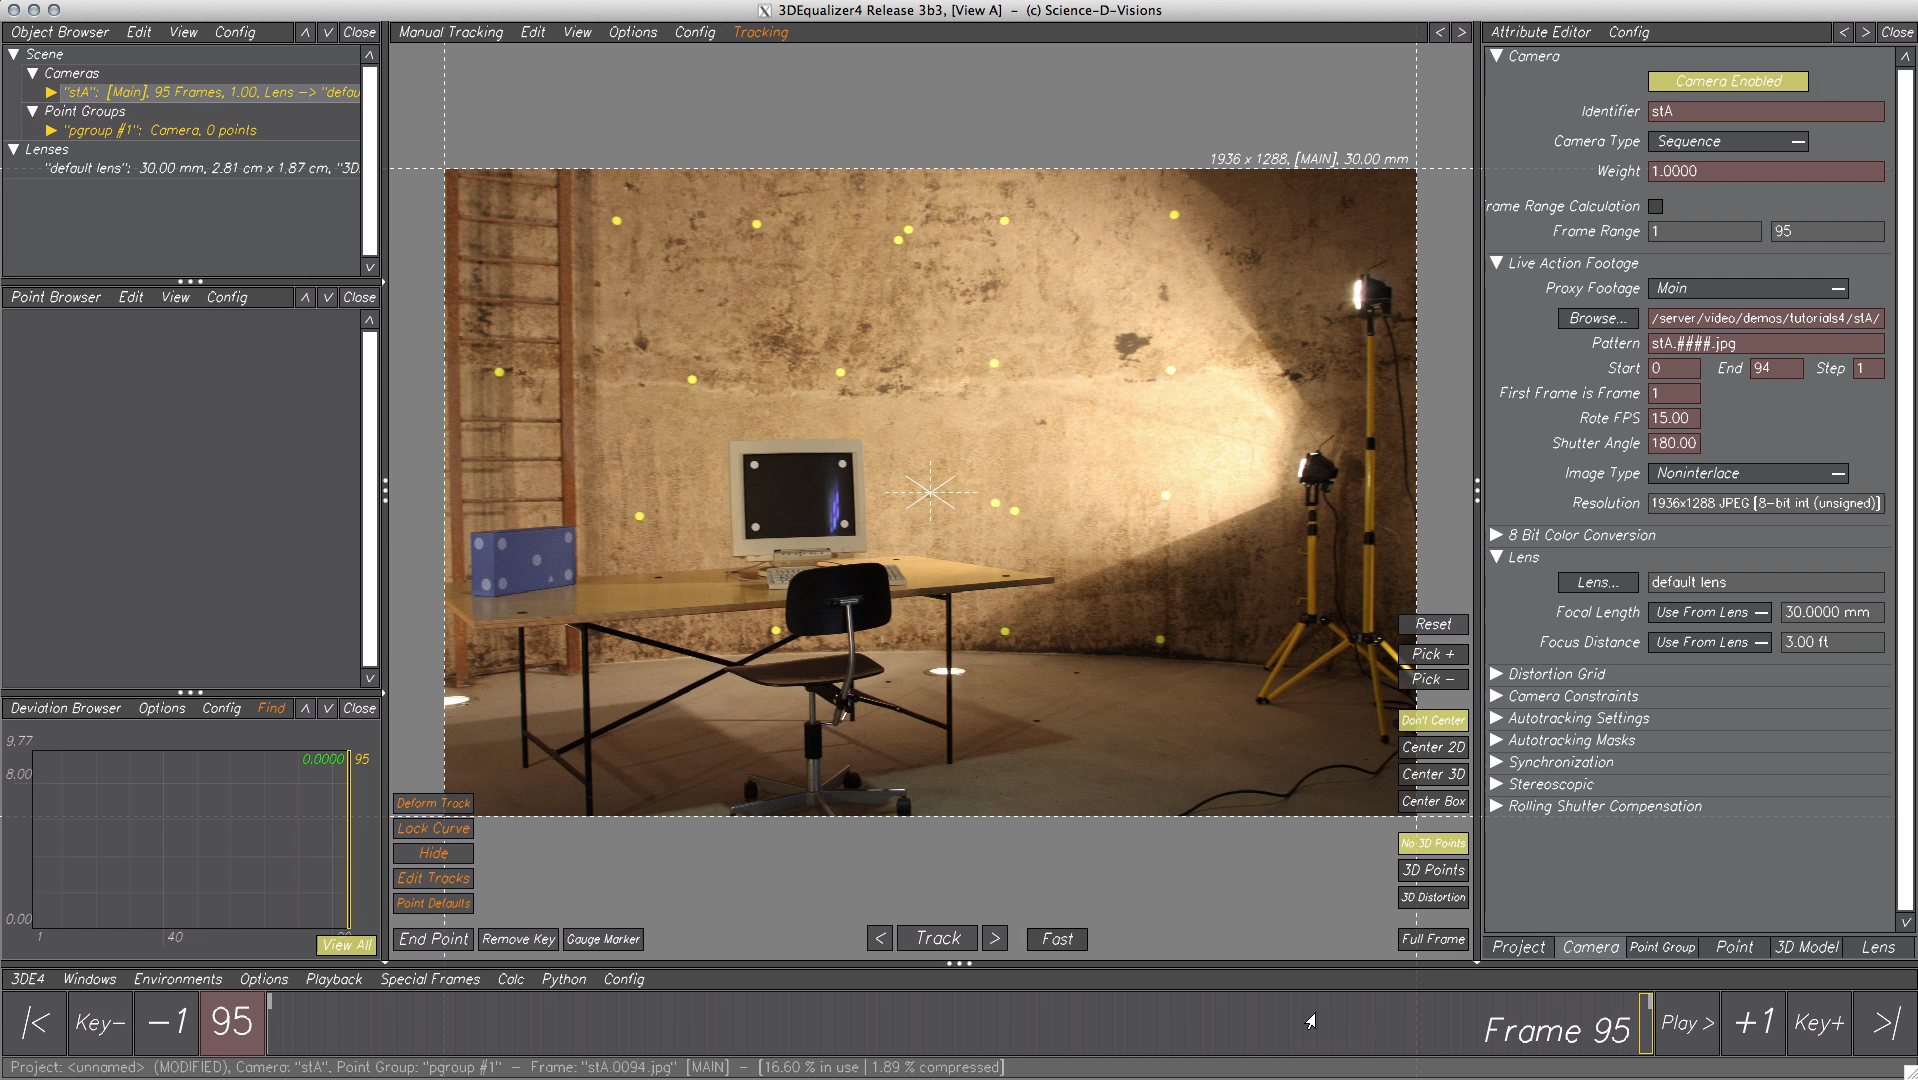 3DEqualizer4 Release 3b3, [View A]  -  (c) Science-D-Visions
Object Browser Edit View Config Close
Scene
Cameras
"stA": [Main], 95 Frames, 1.00, Lens -> "defau
Point Groups
"pgroup #1": Camera, 0 points
Lenses
"default lens": 30.00 mm, 2.81 cm x 1.87 cm, "3D
Point Browser Edit View Config Close
Deviation Browser Options Config Find Close
9.77
8.00
0.00
0.0000 95
1 40
View All
Manual Tracking Edit View Options Config Tracking < >
1936 x 1288, [MAIN], 30.00 mm
Reset
Pick +
Pick -
Don't Center
Center 2D
Center 3D
Center Box
No 3D Points
3D Points
3D Distortion
Full Frame
Deform Track
Lock Curve
Hide
Edit Tracks
Point Defaults
End Point Remove Key Gauge Marker < Track > Fast
Attribute Editor Config < > Close
Camera
Camera Enabled
Identifier stA
Camera Type Sequence
Weight 1.0000
rame Range Calculation
Frame Range 1 95
Live Action Footage
Proxy Footage Main
Browse... /server/video/demos/tutorials4/stA/
Pattern stA.####.jpg
Start 0 End 94 Step 1
First Frame is Frame 1
Rate FPS 15.00
Shutter Angle 180.00
Image Type Noninterlace
Resolution 1936x1288 JPEG [8-bit int (unsigned)]
8 Bit Color Conversion
Lens
Lens... default lens
Focal Length Use From Lens 30.0000 mm
Focus Distance Use From Lens 3.00 ft
Distortion Grid
Camera Constraints
Autotracking Settings
Autotracking Masks
Synchronization
Stereoscopic
Rolling Shutter Compensation
Project Camera Point Group Point 3D Model Lens
3DE4 Windows Environments Options Playback Special Frames Calc Python Config
|< Key- -1 95 Frame 95 Play > +1 Key+ >|
Project: <unnamed>  (MODIFIED), Camera: "stA", Point Group: "pgroup #1"  -  Frame: "stA.0094.jpg"  [MAIN]  -  [16.60 % in use | 1.89 % compressed]